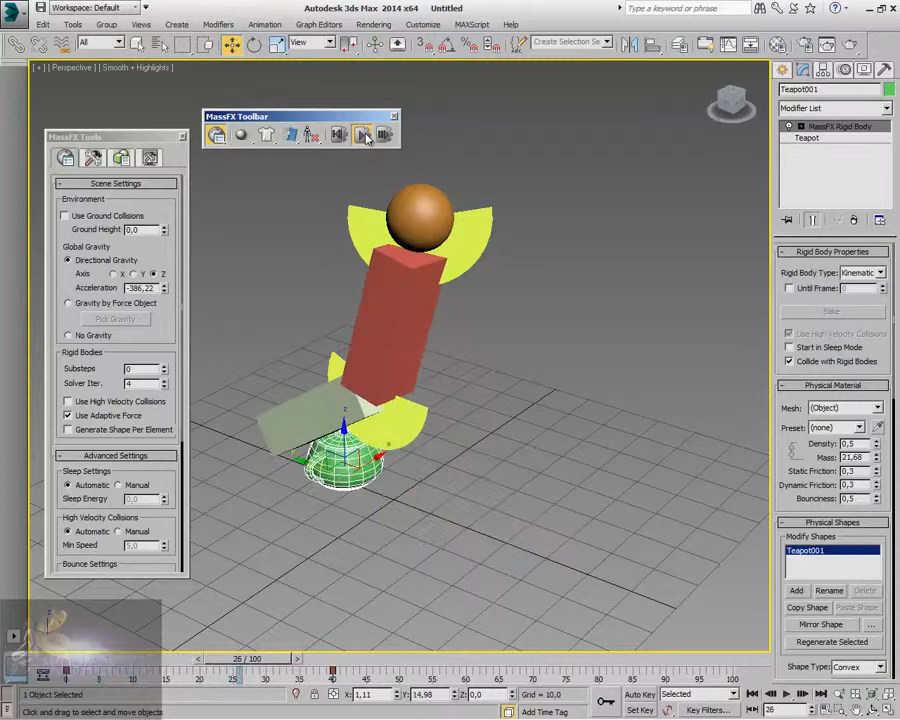 Workspace: Default
Autodesk 3ds Max 2014 x64 Untitled
Type a keyword or phrase
Edit Tools Group Views Create Modifiers Animation Graph Editors Rendering Customize MAXScript Help
All
View
Create Selection Se
[ + ] [ Perspective ] [ Smooth + Highlights ]
MassFX Toolbar
MassFX Tools
Scene Settings
Environment
Use Ground Collisions
Ground Height 0,0
Global Gravity
Directional Gravity
Axis X Y Z
Acceleration -386,22
Gravity by Force Object
Pick Gravity
No Gravity
Rigid Bodies
Substeps 0
Solver Iter. 4
Use High Velocity Collisions
Use Adaptive Force
Generate Shape Per Element
Advanced Settings
Sleep Settings
Automatic Manual
Sleep Energy 0,0
High Velocity Collisions
Automatic Manual
Min Speed 5,0
Bounce Settings
z
x
Teapot001
Modifier List
MassFX Rigid Body
Teapot
Rigid Body Properties
Rigid Body Type: Kinematic
Until Frame: 0
Bake
Use High Velocity Collisions
Start in Sleep Mode
Collide with Rigid Bodies
Physical Material
Mesh: (Object)
Preset: (none)
Density: 0,5
Mass: 21,68
Static Friction: 0,3
Dynamic Friction: 0,3
Bounciness: 0,5
Physical Shapes
Modify Shapes
Teapot001
Add Rename Delete
Copy Shape Paste Shape
Mirror Shape ...
Regenerate Selected
Shape Type: Convex
26 / 100
20 25 30 35 40 45 50 55 60 65 70 75 80 85 90 95 100
1 Object Selected
X: 1,11 Y: 14,98 Z: 0,0 Grid = 10,0
Auto Key Selected
Click and drag to select and move objects
Add Time Tag
Set Key Key Filters...
26